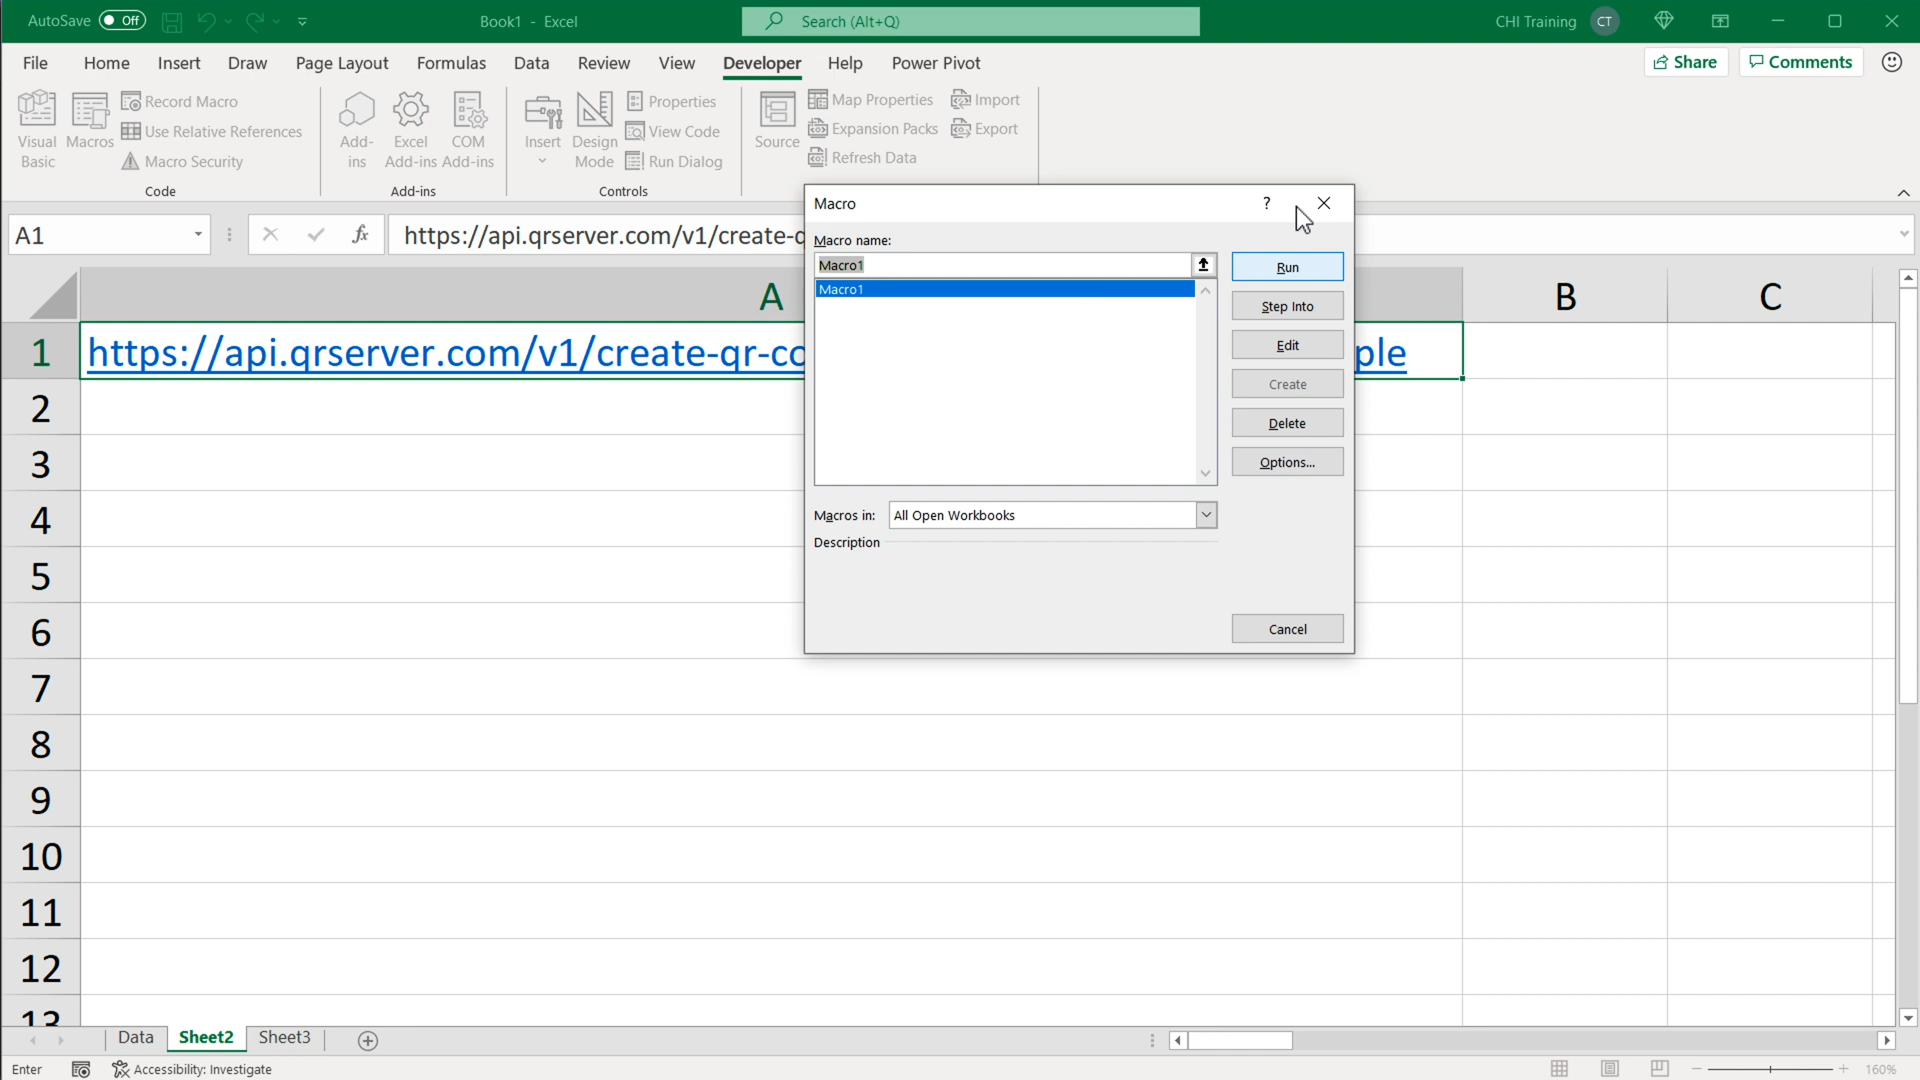 AutoSave Off
Book1 - Excel
Search (Alt+Q)
CHI Training CT
File Home Insert Draw Page Layout Formulas Data Review View Developer Help Power Pivot
Share Comments
Visual Basic
Macros
Record Macro
Use Relative References
Macro Security
Code
Add-ins
Excel Add-ins
COM Add-ins
Add-ins
Insert
Design Mode
Properties
View Code
Run Dialog
Controls
Source
Map Properties
Expansion Packs
Refresh Data
Import
Export
A1
fx
https://api.qrserver.com/v1/create-q
A B C
1 https://api.qrserver.com/v1/create-qr-co ple
2
3
4
5
6
7
8
9
10
11
12
13
Macro
?
Macro name:
Macro1
Macro1
Run
Step Into
Edit
Create
Delete
Options...
Macros in: All Open Workbooks
Description
Cancel
Data Sheet2 Sheet3
Enter
Accessibility: Investigate
160%